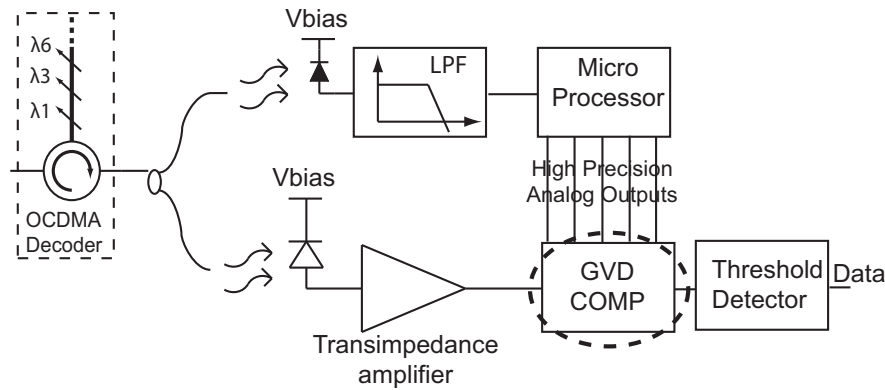 λ6
λ3
λ1
OCDMA
Decoder
Vbias
LPF
Micro
Processor
High Precision
Analog Outputs
Vbias
Transimpedance
amplifier
GVD
COMP
Threshold
Detector
Data